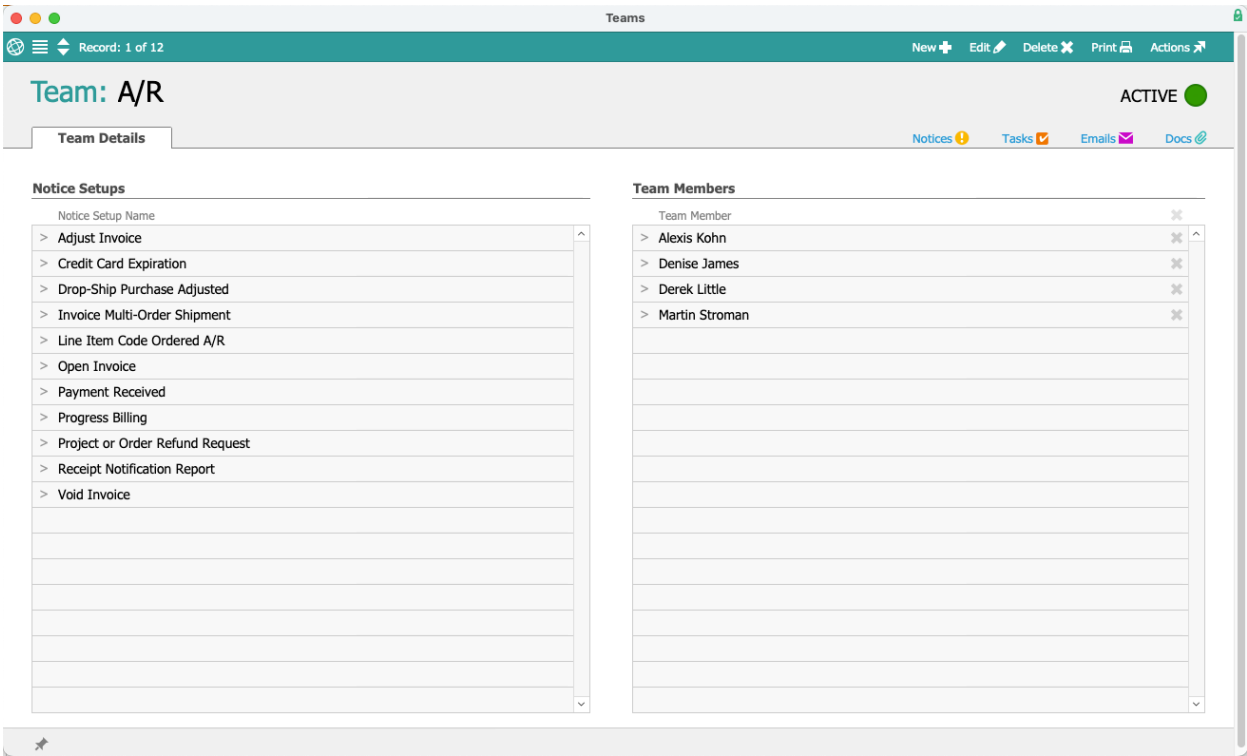 Teams
Record: 1 of 12
New Edit Delete Print Actions
Team: A/R
ACTIVE
Team Details
Notices Tasks Emails Docs
Notice Setups
Notice Setup Name
> Adjust Invoice
> Credit Card Expiration
> Drop-Ship Purchase Adjusted
> Invoice Multi-Order Shipment
> Line Item Code Ordered A/R
> Open Invoice
> Payment Received
> Progress Billing
> Project or Order Refund Request
> Receipt Notification Report
> Void Invoice
Team Members
Team Member
> Alexis Kohn
> Denise James
> Derek Little
> Martin Stroman